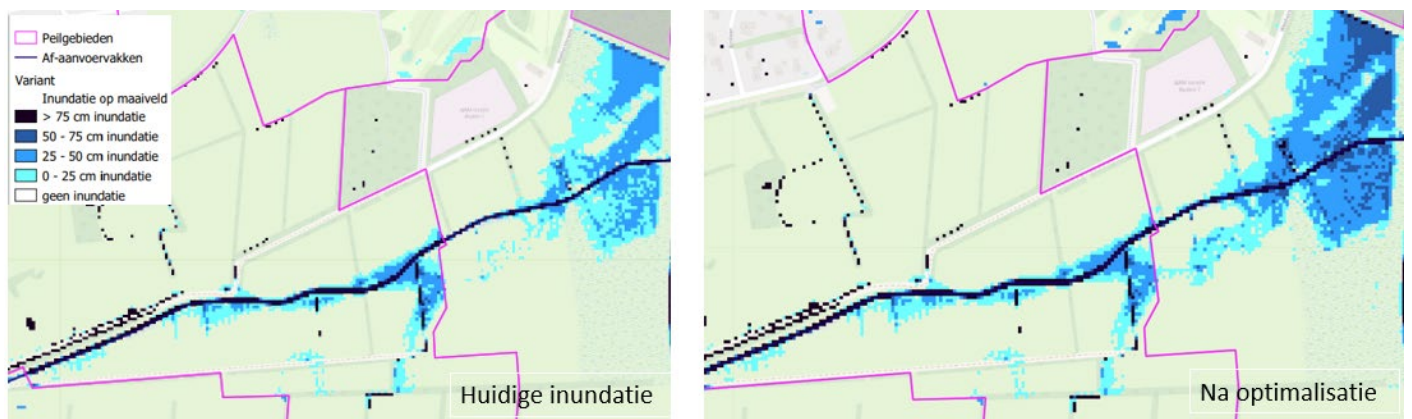 Peilgebieden
Af-aanvoervakken
Variant
Inundatie op maaiveld
> 75 cm inundatie
50 - 75 cm inundatie
25 - 50 cm inundatie
0 - 25 cm inundatie
geen inundatie
Huidige inundatie
Na optimalisatie